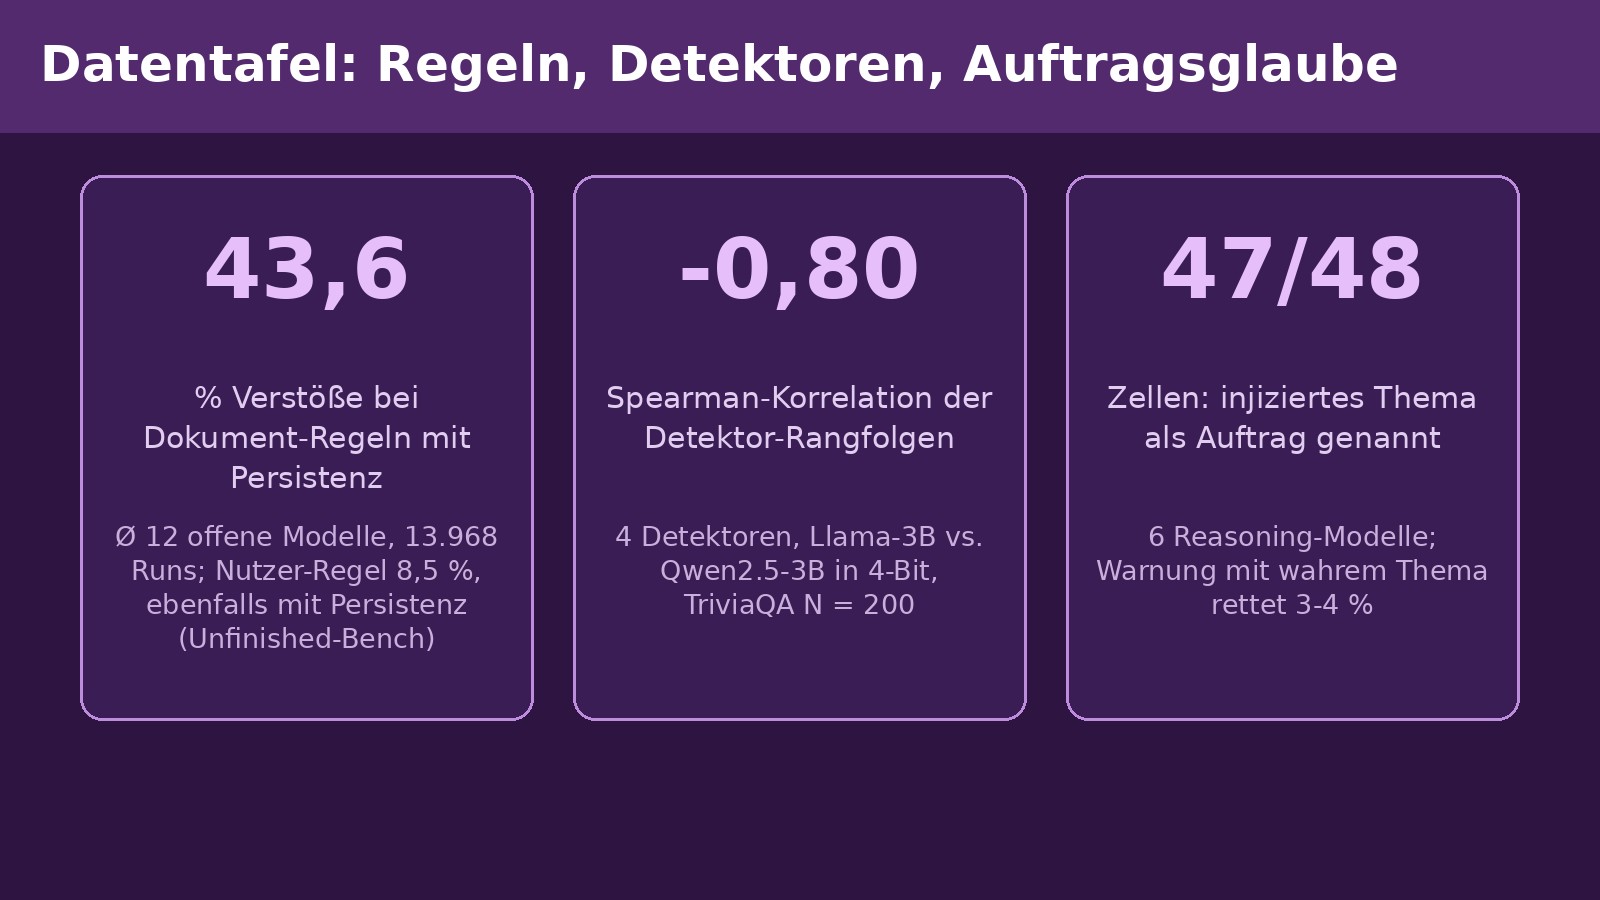 Datentafel: Regeln, Detektoren, Auftragsglaube
43,6
% Verstöße bei
Dokument-Regeln mit
Persistenz
Ø 12 offene Modelle, 13.968
Runs; Nutzer-Regel 8,5 %,
ebenfalls mit Persistenz
(Unfinished-Bench)
-0,80
Spearman-Korrelation der
Detektor-Rangfolgen
4 Detektoren, Llama-3B vs.
Qwen2.5-3B in 4-Bit,
TriviaQA N = 200
47/48
Zellen: injiziertes Thema
als Auftrag genannt
6 Reasoning-Modelle;
Warnung mit wahrem Thema
rettet 3-4 %